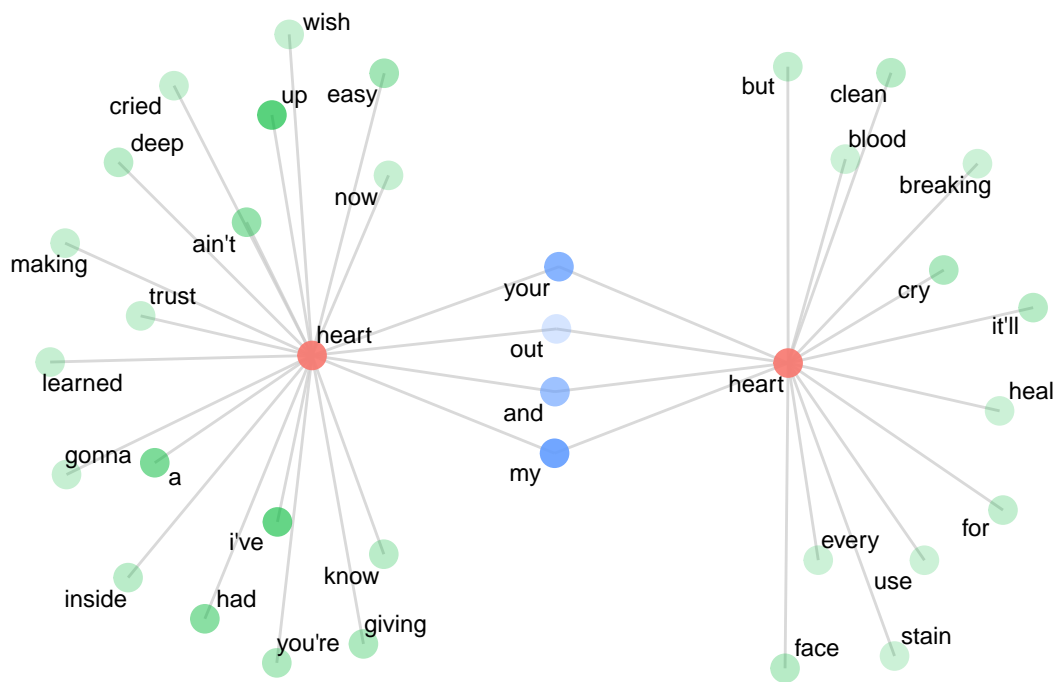 wish
up
easy
but
clean
cried
deep
blood
now
breaking
ain't
making
trust
your
cry
it'll
heart
out
learned
heart
heal
and
gonna
a
my
i've
every
for
inside
had
know
use
you're
giving
face
stain